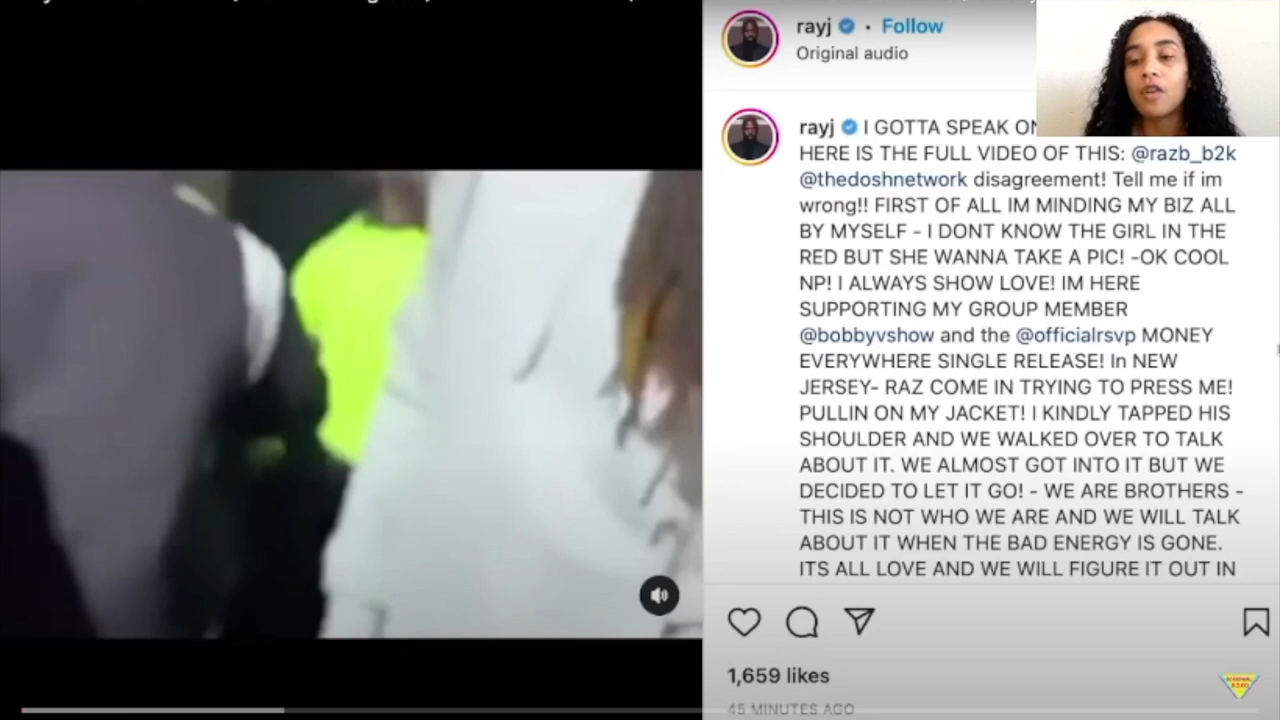 rayj • Follow
Original audio
rayj I GOTTA SPEAK ON
HERE IS THE FULL VIDEO OF THIS: @razb_b2k
@thedoshnetwork disagreement! Tell me if im
wrong!! FIRST OF ALL IM MINDING MY BIZ ALL
BY MYSELF - I DONT KNOW THE GIRL IN THE
RED BUT SHE WANNA TAKE A PIC! -OK COOL
NP! I ALWAYS SHOW LOVE! IM HERE
SUPPORTING MY GROUP MEMBER
@bobbyvshow and the @officialrsvp MONEY
EVERYWHERE SINGLE RELEASE! In NEW
JERSEY- RAZ COME IN TRYING TO PRESS ME!
PULLIN ON MY JACKET! I KINDLY TAPPED HIS
SHOULDER AND WE WALKED OVER TO TALK
ABOUT IT. WE ALMOST GOT INTO IT BUT WE
DECIDED TO LET IT GO! - WE ARE BROTHERS -
THIS IS NOT WHO WE ARE AND WE WILL TALK
ABOUT IT WHEN THE BAD ENERGY IS GONE.
ITS ALL LOVE AND WE WILL FIGURE IT OUT IN
1,659 likes
45 MINUTES AGO